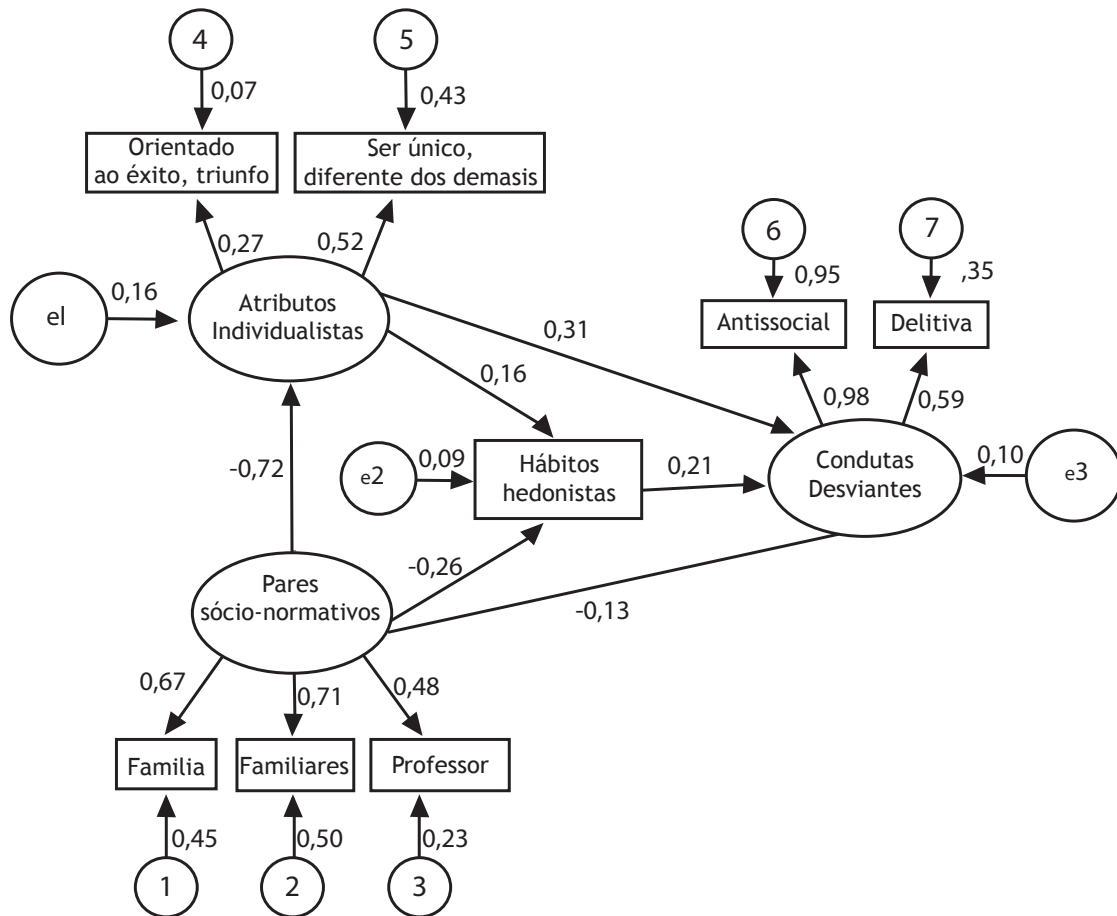 4
5
0,07
0,43
Orientado
ao éxito, triunfo
Ser único,
diferente dos demasis
6
7
0,27
0,52
0,95
,35
el
0,16
Atributos
Individualistas
Antissocial
Delitiva
0,31
0,16
0,98
0,59
-0,72
e2
0,09
Hábitos
hedonistas
0,21
Condutas
Desviantes
0,10
e3
Pares
sócio-normativos
-0,26
-0,13
0,67
0,71
0,48
Familia
Familiares
Professor
0,45
0,50
0,23
1
2
3